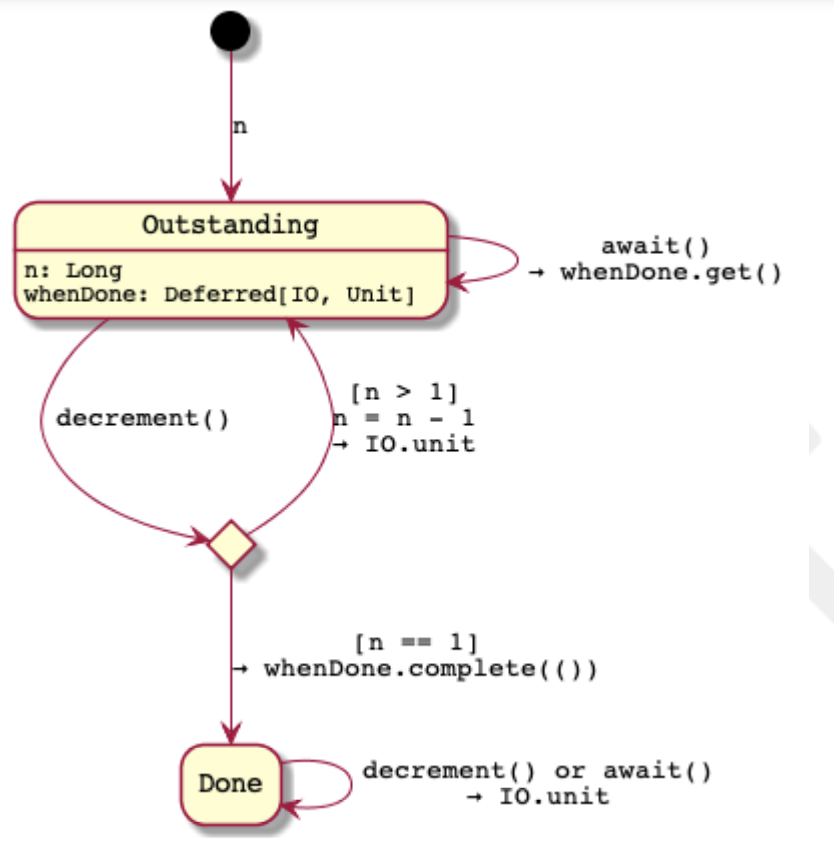 n
Outstanding
n: Long
whenDone: Deferred[IO, Unit]
await()
→ whenDone.get()
decrement()
[n > 1]
n = n - 1
→ IO.unit
[n == 1]
→ whenDone.complete(())
Done
decrement() or await()
→ IO.unit